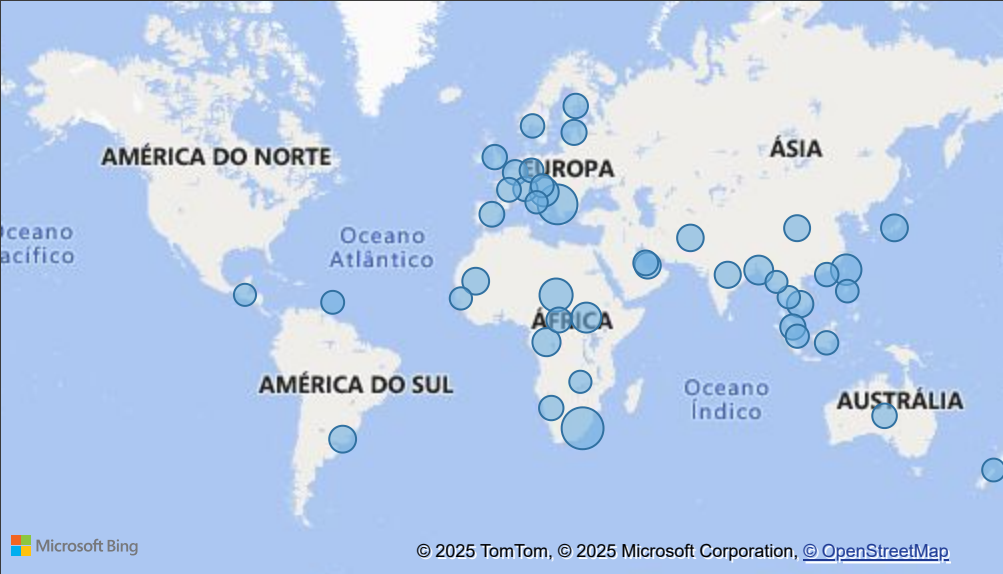 AMÉRICA DO NORTE
EUROPA
ÁSIA
ceano
acífico
Oceano
Atlântico
ÁFRICA
AMÉRICA DO SUL
Oceano
Índico
AUSTRÁLIA
Microsoft Bing
© 2025 TomTom, © 2025 Microsoft Corporation, © OpenStreetMap